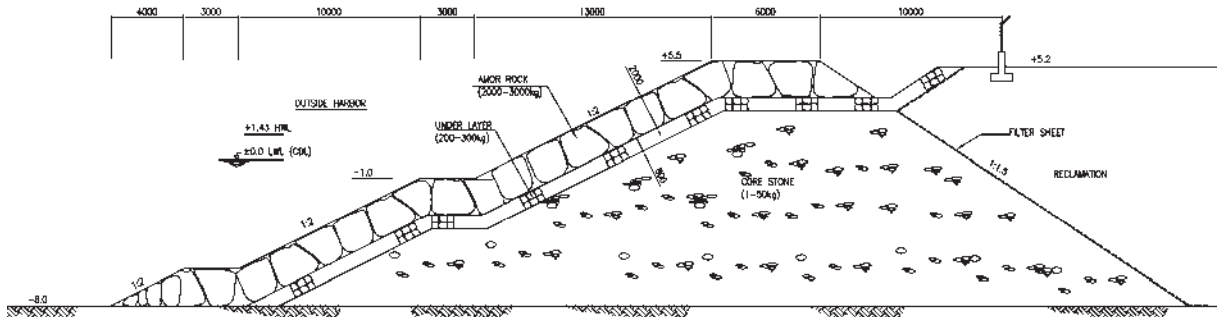 4000 3000 10000 3000 13000 6000 10000
+5.5
+5.2
AMOR ROCK
(2000-3000kg)
2000
1:2
OUTSIDE HARBOR
UNDER LAYER
(200-300kg)
+1.43 HWL
±0.0 LWL (CDL)
FILTER SHEET
-1.0
CORE STONE
(1-50kg)
1:1.5
RECLAMATION
1:2
1:2
-8.0